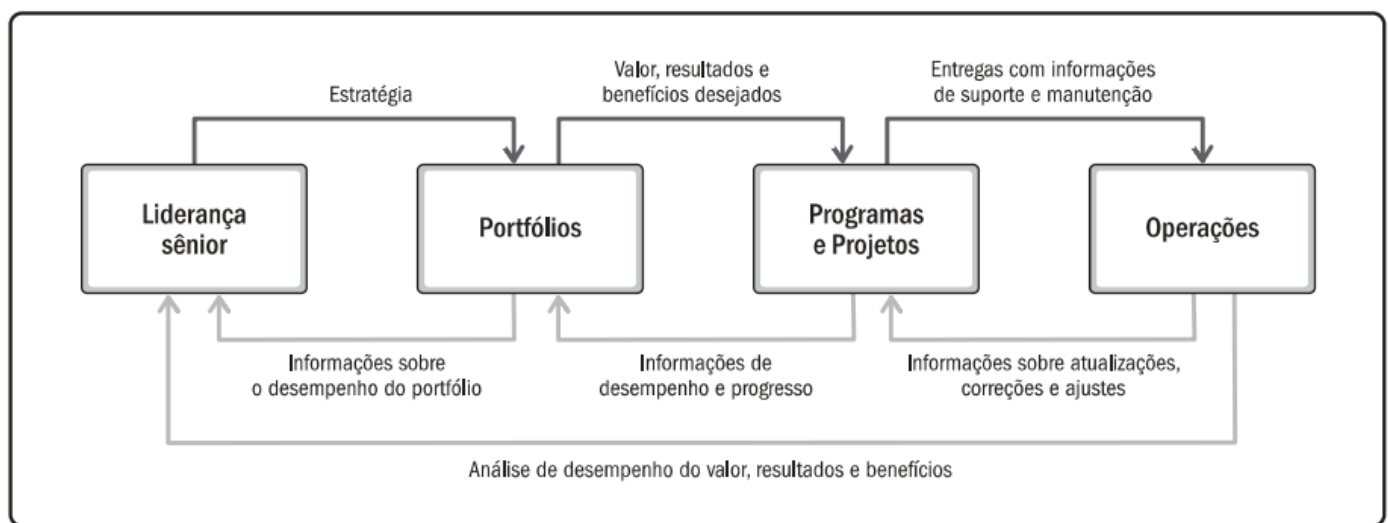 Estratégia
Valor, resultados e
benefícios desejados
Entregas com informações
de suporte e manutenção
Liderança
sênior
Portfólios
Programas
e Projetos
Operações
Informações sobre
o desempenho do portfólio
Informações de
desempenho e progresso
Informações sobre atualizações,
correções e ajustes
Análise de desempenho do valor, resultados e benefícios